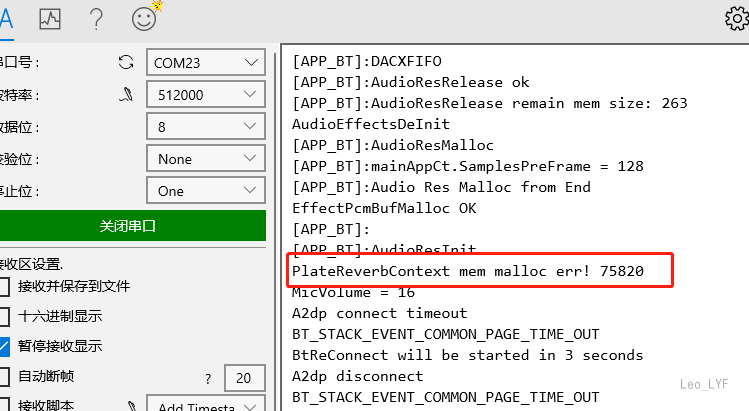 A
?
串口号:
COM23
波特率:
512000
数据位:
8
校验位:
None
停止位:
One
关闭串口
接收区设置.
接收并保存到文件
十六进制显示
暂停接收显示
自动断帧
?
20
接收脚本
Add Timesta
[APP_BT]:DACXFIFO
[APP_BT]:AudioResRelease ok
[APP_BT]:AudioResRelease remain mem size: 263
AudioEffectsDeInit
[APP_BT]:AudioResMalloc
[APP_BT]:mainAppCt.SamplesPreFrame = 128
[APP_BT]:Audio Res Malloc from End
EffectPcmBufMalloc OK
[APP_BT]:
[APP_BT]:AudioResInit
PlateReverbContext mem malloc err! 75820
MicVolume = 16
A2dp connect timeout
BT_STACK_EVENT_COMMON_PAGE_TIME_OUT
BtReConnect will be started in 3 seconds
A2dp disconnect
BT_STACK_EVENT_COMMON_PAGE_TIME_OUT
Leo_LYF